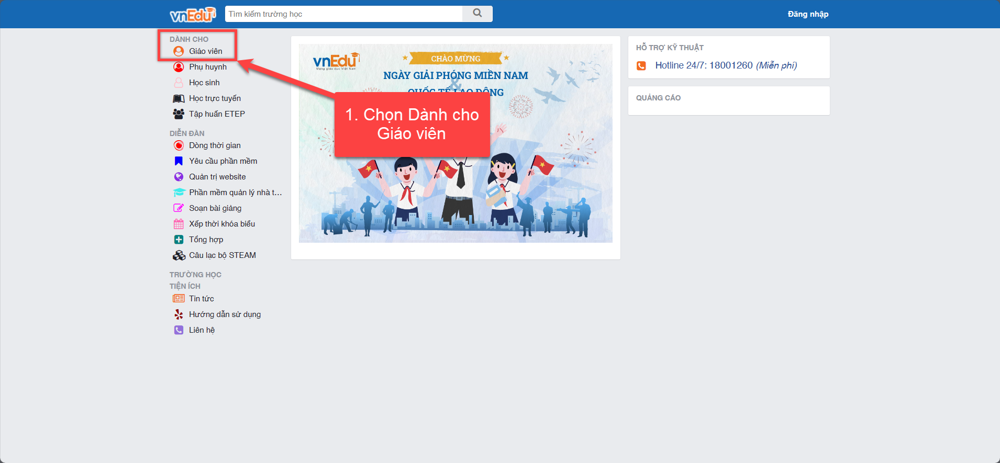 vnEdu
Tìm kiếm trường học
Đăng nhập
DÀNH CHO
Giáo viên
Phụ huynh
Học sinh
Học trực tuyến
Tập huấn ETEP
DIỄN ĐÀN
Dòng thời gian
Yêu cầu phần mềm
Quản trị website
Phần mềm quản lý nhà t...
Soạn bài giảng
Xếp thời khóa biểu
Tổng hợp
Câu lạc bộ STEAM
TRƯỜNG HỌC
TIỆN ÍCH
Tin tức
Hướng dẫn sử dụng
Liên hệ
vnEdu
Mạng giáo dục Việt Nam
CHÀO MỪNG
NGÀY GIẢI PHÓNG MIỀN NAM
&
QUỐC TẾ LAO ĐỘNG
1. Chọn Dành cho
Giáo viên
HỖ TRỢ KỸ THUẬT
Hotline 24/7: 18001260 (Miễn phí)
QUẢNG CÁO